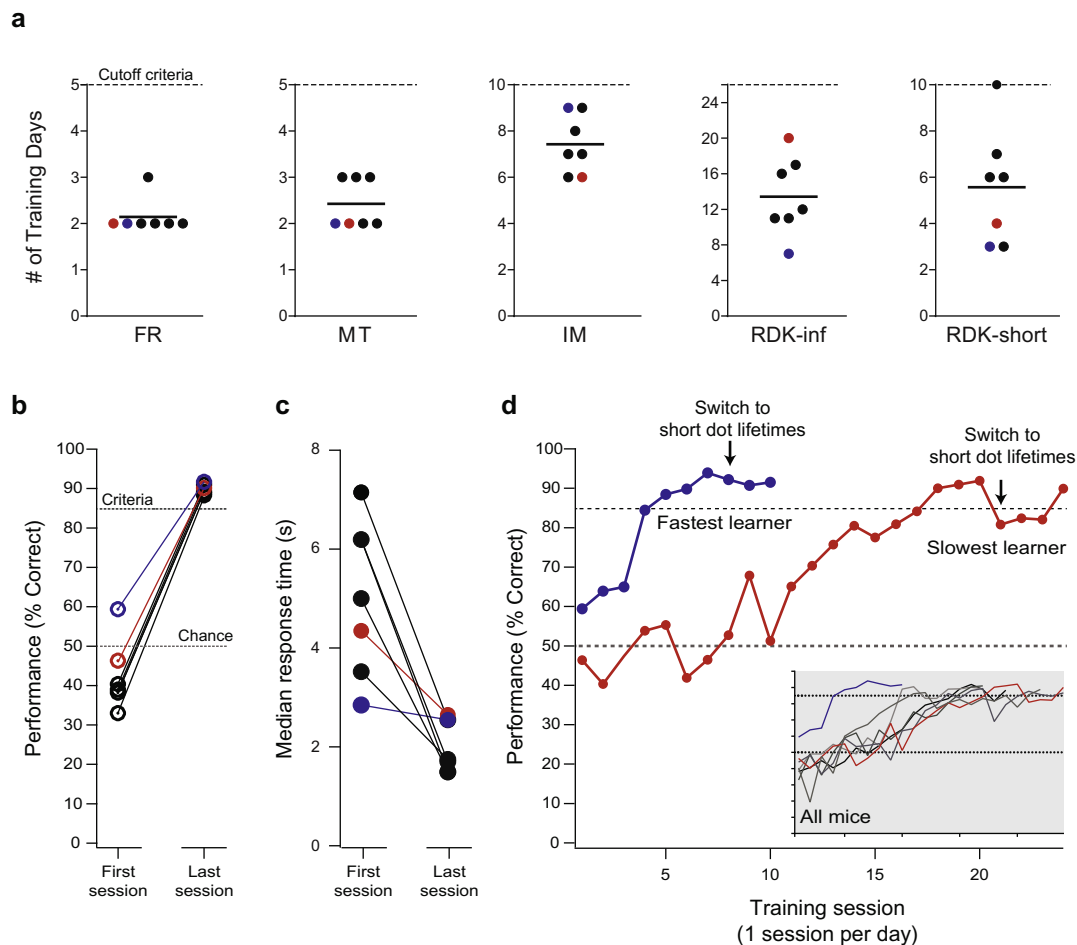 a
Cutoff criteria
5
4
3
2
1
0
5
4
3
2
1
0
10
8
6
4
2
0
24
20
16
12
8
4
0
10
8
6
4
2
0
# of Training Days
FR
MT
IM
RDK-inf
RDK-short
b
c
d
100
90
80
70
60
50
40
30
20
10
0
Performance (% Correct)
Criteria
Chance
First
session
Last
session
8
6
4
2
0
Median response time (s)
First
session
Last
session
Switch to
short dot lifetimes
Switch to
short dot lifetimes
100
90
80
70
60
50
40
30
20
10
0
Performance (% Correct)
Fastest learner
Slowest learner
All mice
5
10
15
20
Training session
(1 session per day)